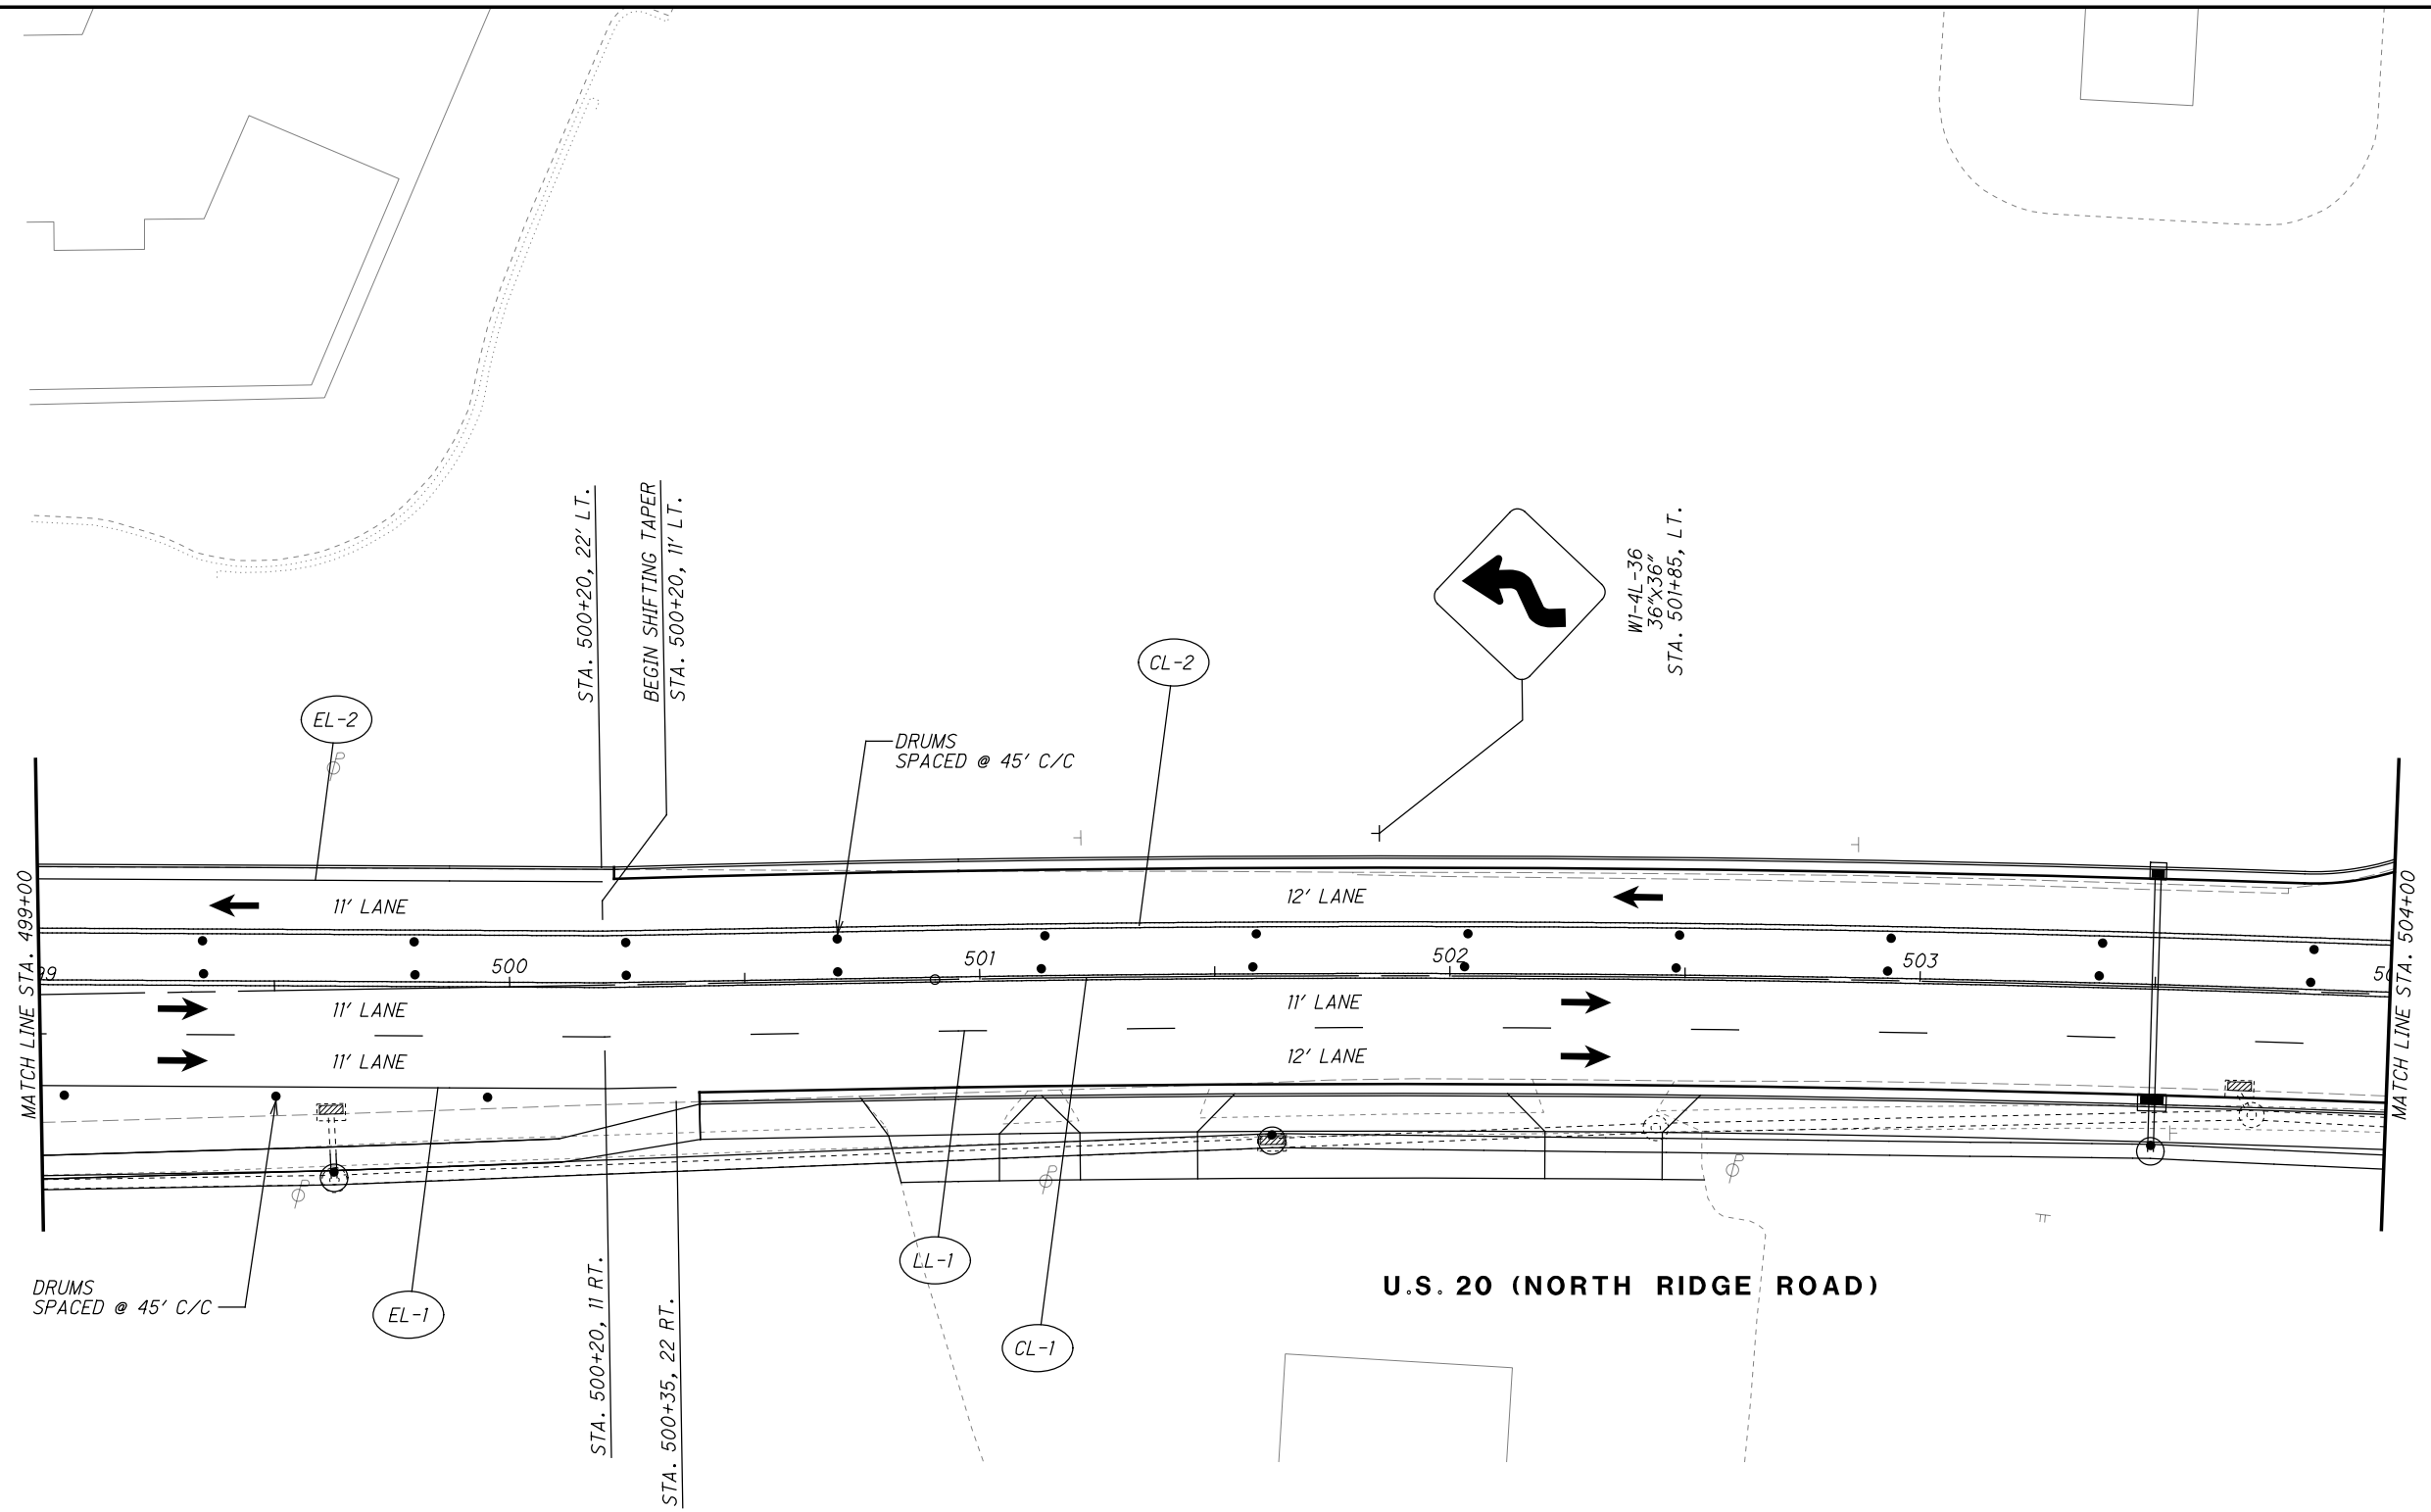 STA. 500+20, 22' LT.
BEGIN SHIFTING TAPER
STA. 500+20, 11' LT.
W1-4L-36
36"x36"
STA. 501+85, LT.
CL-2
EL-2
DRUMS
SPACED @ 45' C/C
MATCH LINE STA. 499+00
11' LANE
12' LANE
MATCH LINE STA. 504+00
500
501
502
503
11' LANE
11' LANE
11' LANE
12' LANE
DRUMS
SPACED @ 45' C/C
EL-1
STA. 500+20, 11 RT.
STA. 500+35, 22 RT.
LL-1
CL-1
U.S. 20 (NORTH RIDGE ROAD)